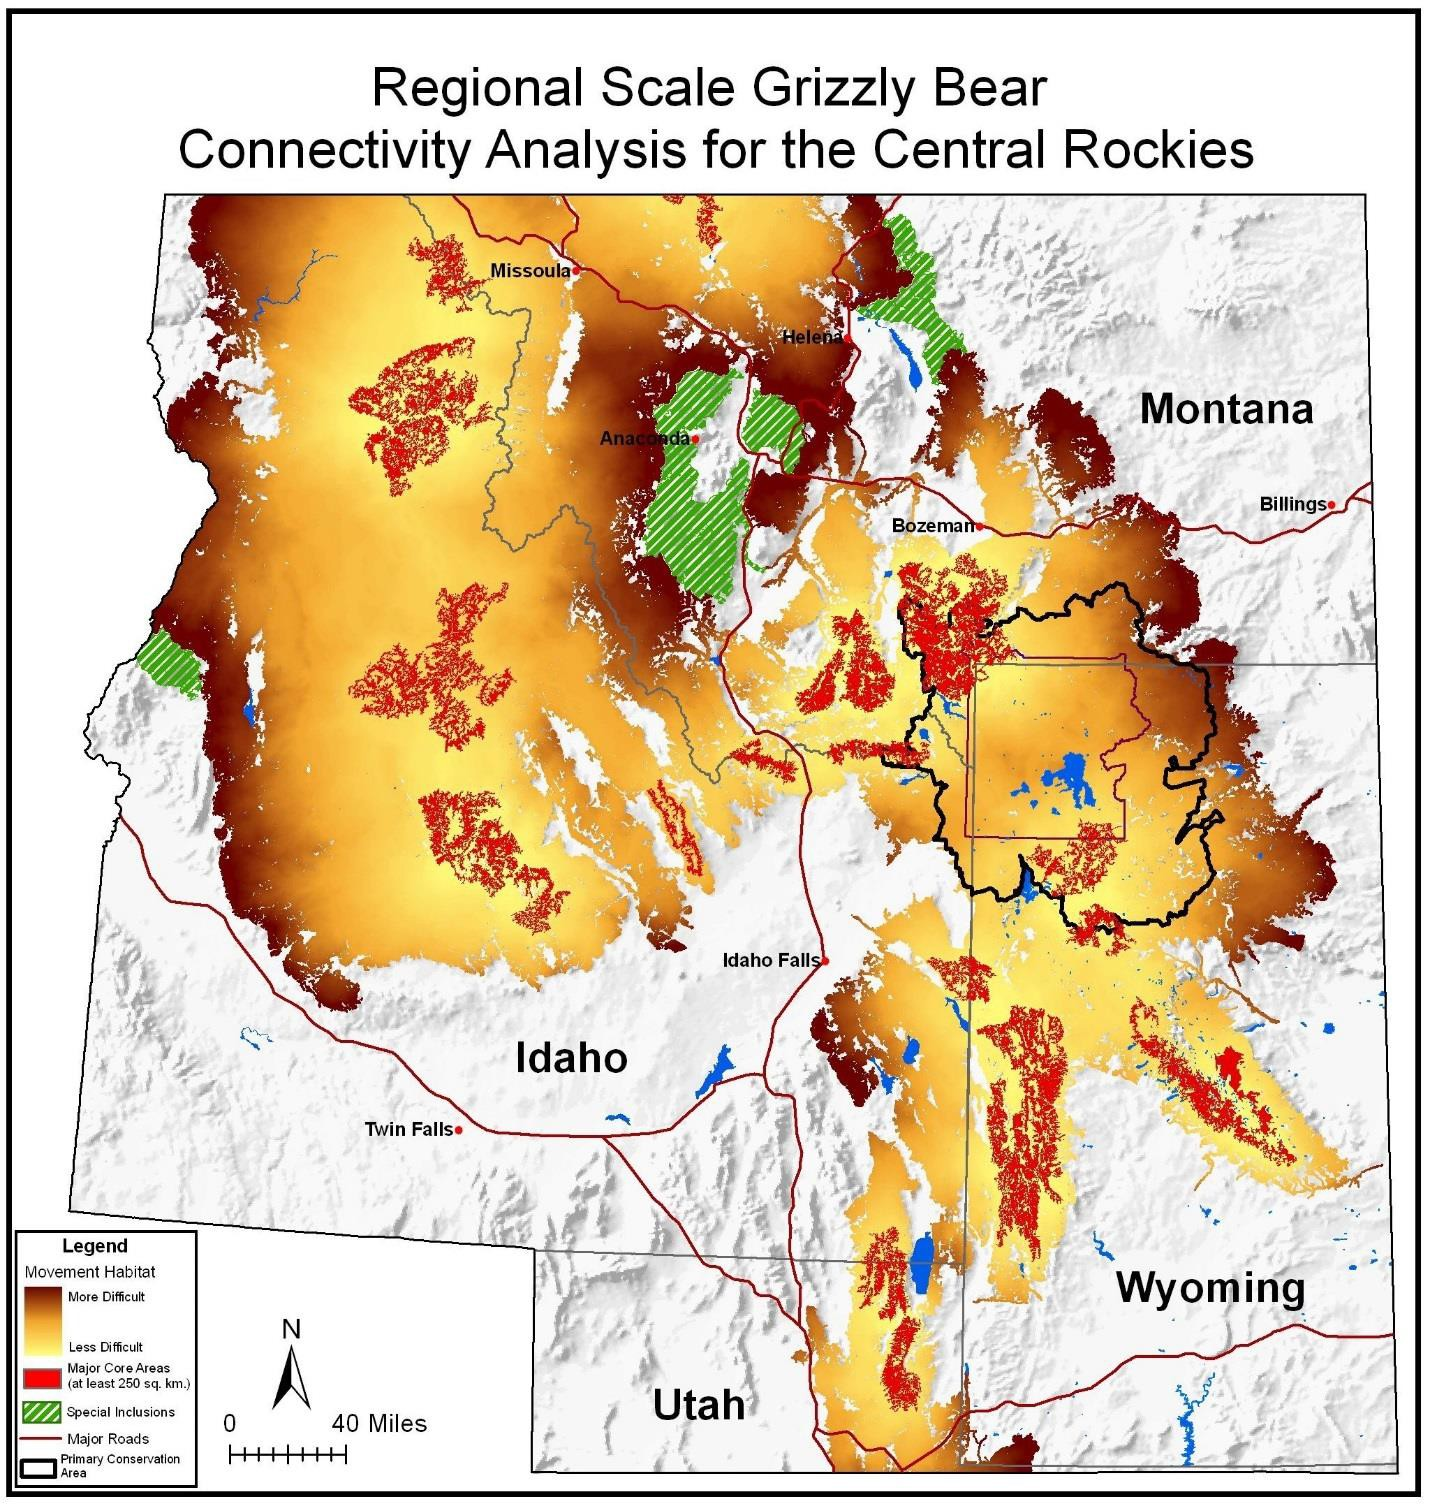 Regional Scale Grizzly Bear
Connectivity Analysis for the Central Rockies
Missoula
Helena
Montana
Anaconda
Billings
Bozeman
Idaho Falls
Idaho
Twin Falls
Wyoming
Utah
Legend
Movement Habitat
More Difficult
Less Difficult
Major Core Areas
(at least 250 sq. km.)
Special Inclusions
Major Roads
Primary Conservation
Area
N
0 40 Miles